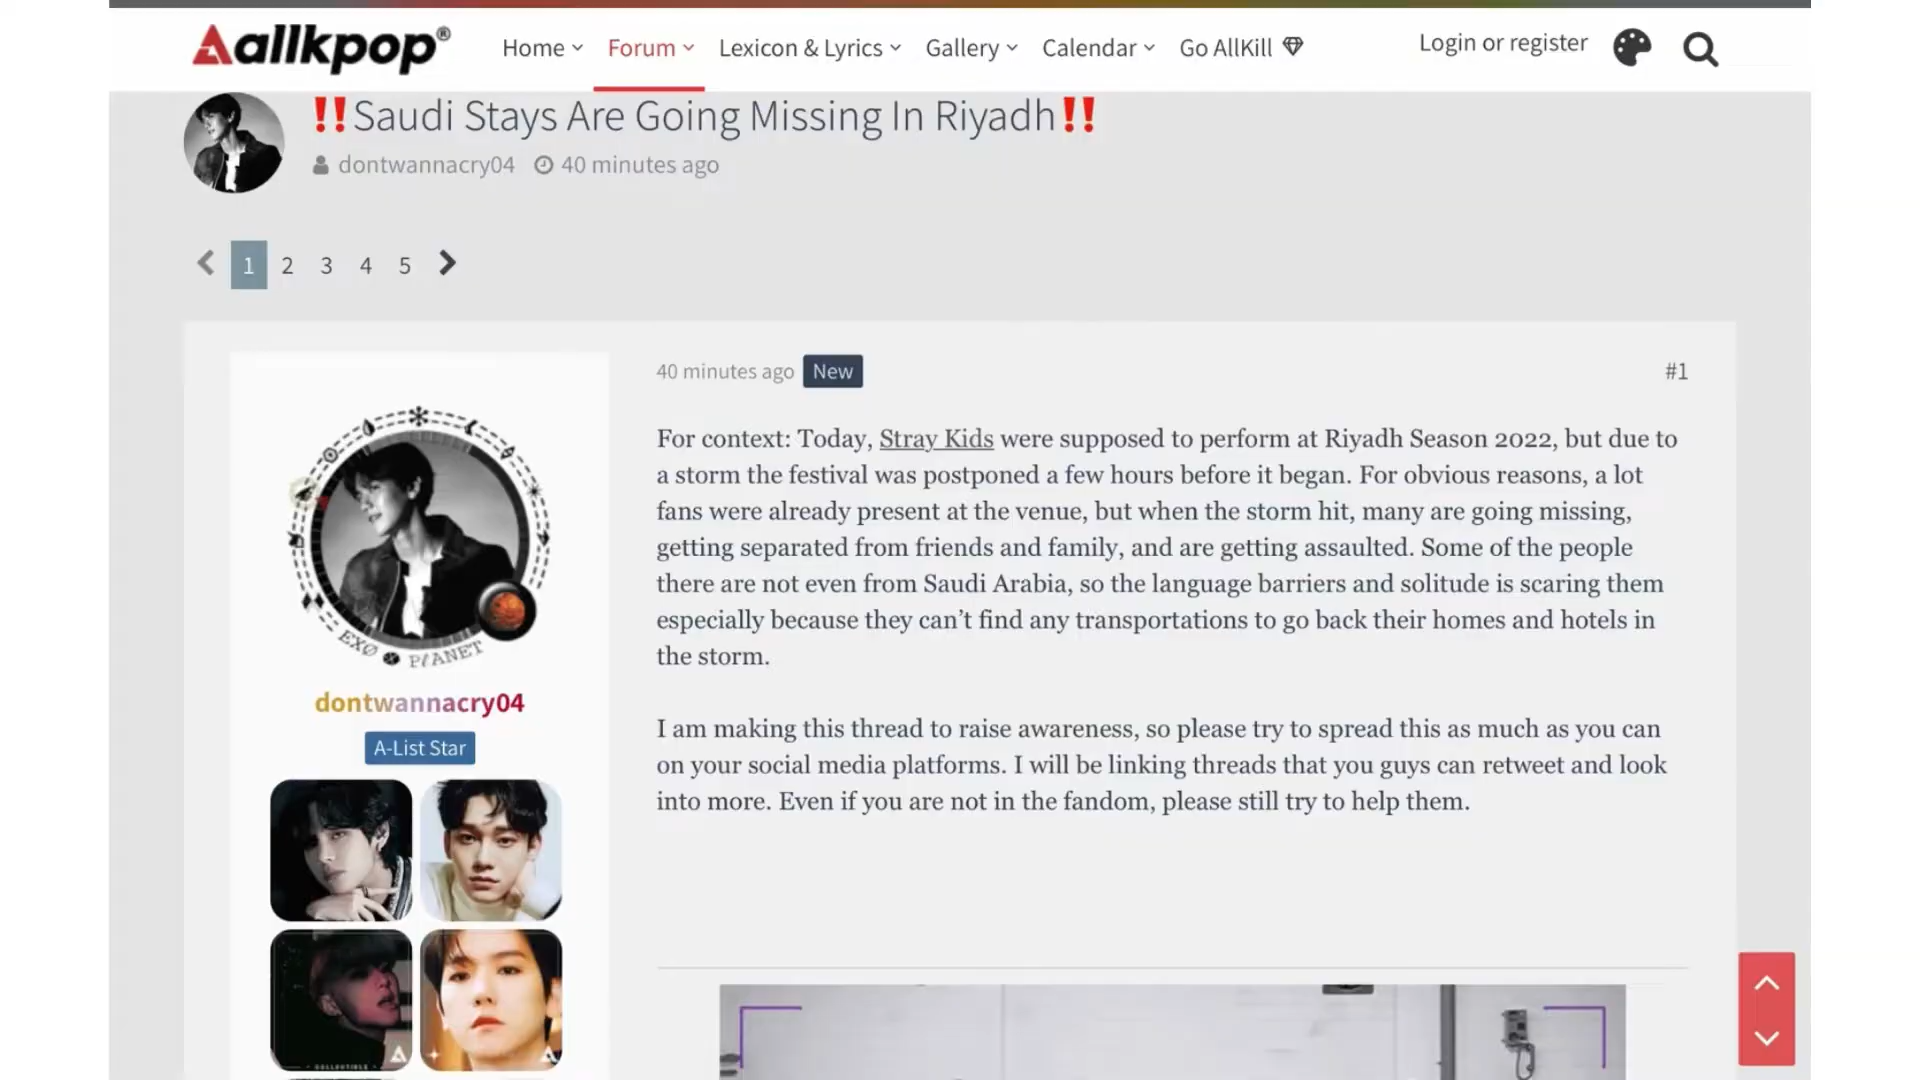 allkpop®
Home Forum Lexicon & Lyrics Gallery Calendar Go AllKill Login or register
‼️Saudi Stays Are Going Missing In Riyadh‼️
dontwannacry04 40 minutes ago
1 2 3 4 5
40 minutes ago New #1
For context: Today, Stray Kids were supposed to perform at Riyadh Season 2022, but due to
a storm the festival was postponed a few hours before it began. For obvious reasons, a lot
fans were already present at the venue, but when the storm hit, many are going missing,
getting separated from friends and family, and are getting assaulted. Some of the people
there are not even from Saudi Arabia, so the language barriers and solitude is scaring them
especially because they can’t find any transportations to go back their homes and hotels in
the storm.
I am making this thread to raise awareness, so please try to spread this as much as you can
on your social media platforms. I will be linking threads that you guys can retweet and look
into more. Even if you are not in the fandom, please still try to help them.
EXO PLANET
dontwannacry04
A-List Star
COLLECTIBLE